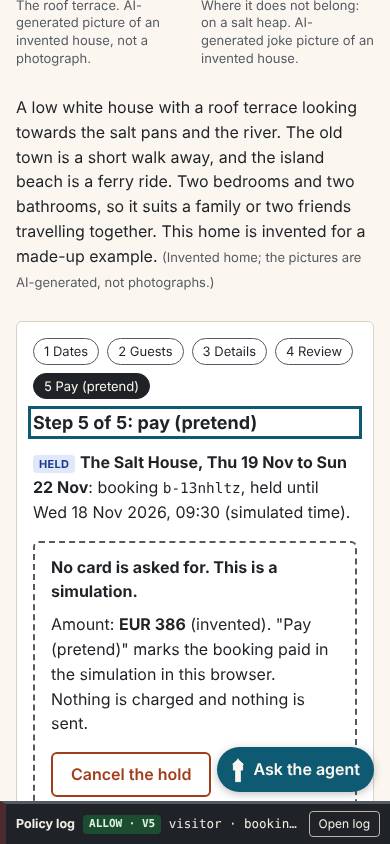 The roof terrace. AI-
generated picture of an
invented house, not a
photograph.
Where it does not belong:
on a salt heap. AI-
generated joke picture of an
invented house.
A low white house with a roof terrace looking
towards the salt pans and the river. The old
town is a short walk away, and the island
beach is a ferry ride. Two bedrooms and two
bathrooms, so it suits a family or two friends
travelling together. This home is invented for a
made-up example. (Invented home; the pictures are
AI-generated, not photographs.)
1 Dates
2 Guests
3 Details
4 Review
5 Pay (pretend)
Step 5 of 5: pay (pretend)
HELD The Salt House, Thu 19 Nov to Sun
22 Nov: booking b-13nhltz, held until
Wed 18 Nov 2026, 09:30 (simulated time).
No card is asked for. This is a
simulation.
Amount: EUR 386 (invented). "Pay
(pretend)" marks the booking paid in
the simulation in this browser.
Nothing is charged and nothing is
sent.
Cancel the hold
Ask the agent
Policy log ALLOW · V5 visitor · bookin… Open log